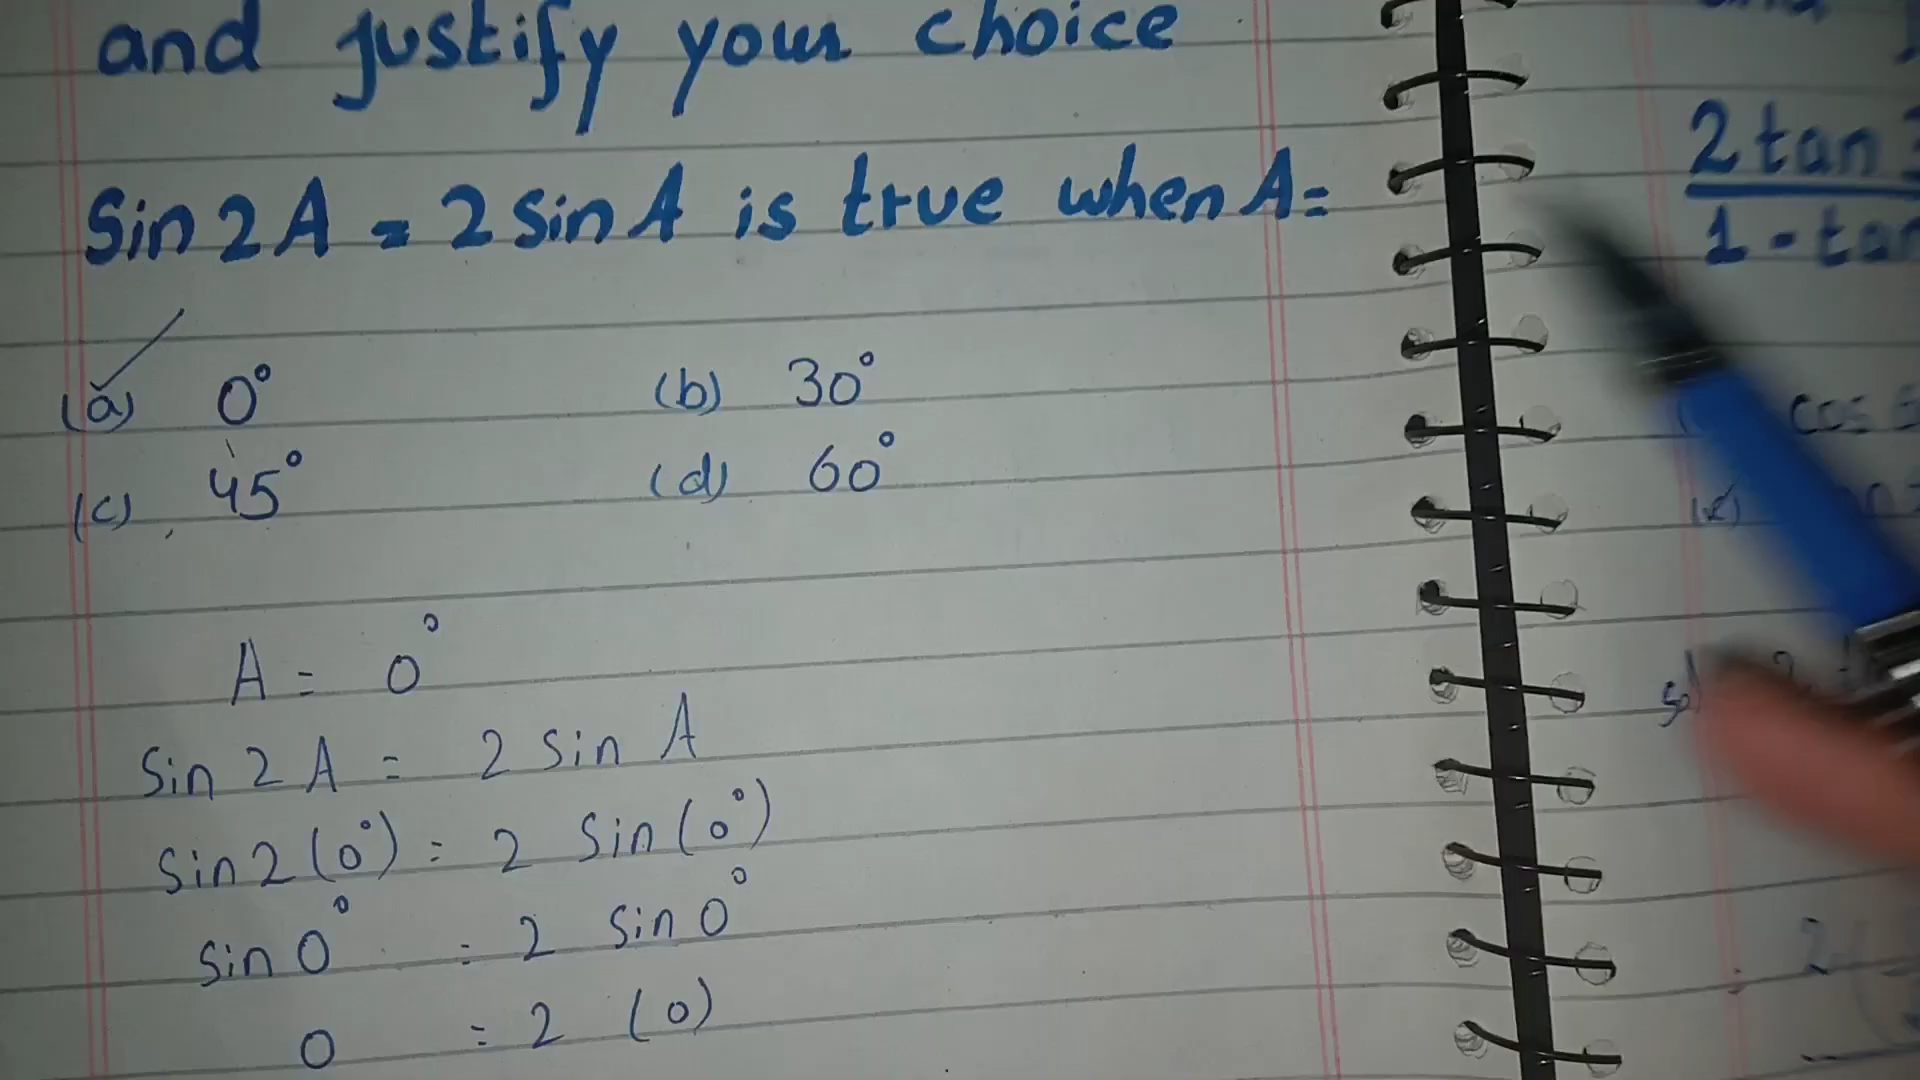 and justify your choice
Sin 2A = 2 sin A is true when A =
(a) 0° (b) 30°
(c) 45° (d) 60°
A = 0°
Sin 2A = 2 Sin A
Sin 2(0°) = 2 Sin(0°)
Sin 0° = 2 Sin 0°
0 = 2 (0)
2 tan
1 - tan
cos